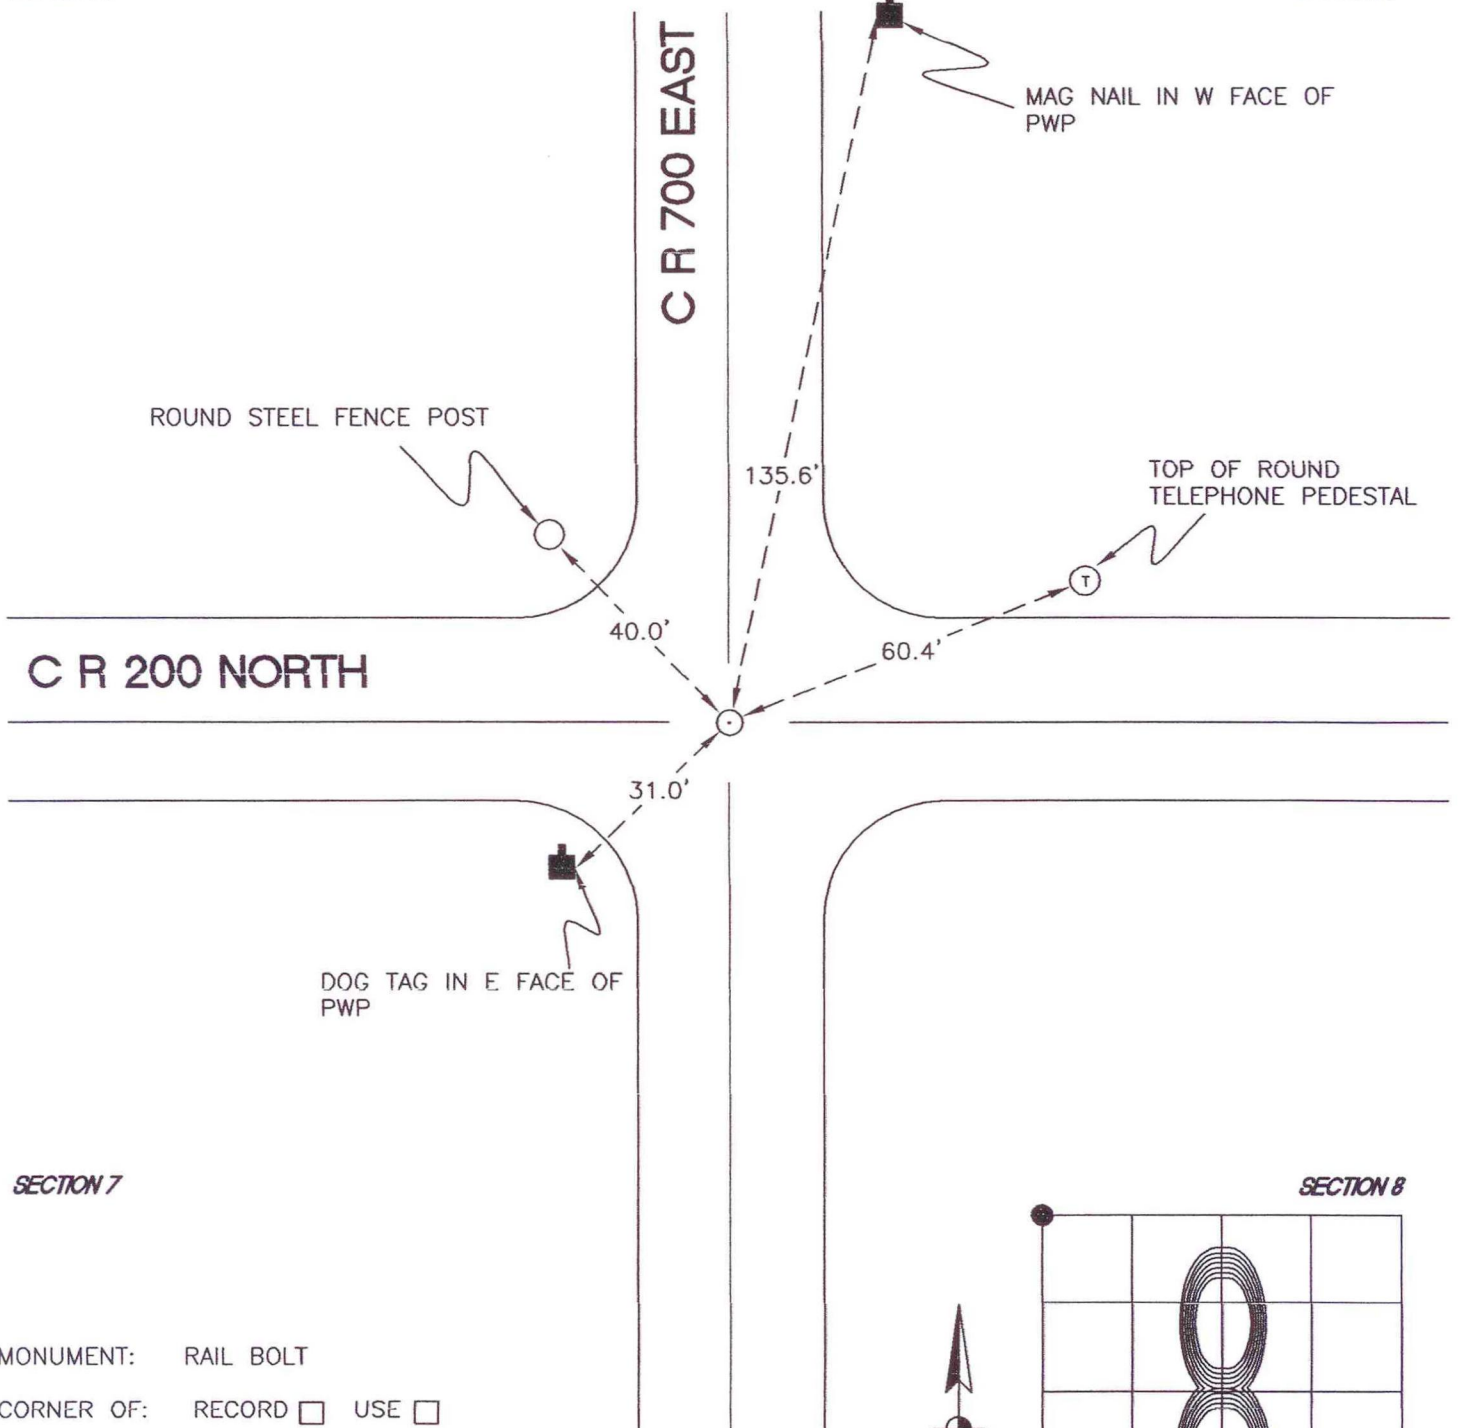 C R 700 EAST
MAG NAIL IN W FACE OF
PWP
ROUND STEEL FENCE POST
135.6'
TOP OF ROUND
TELEPHONE PEDESTAL
T
40.0'
60.4'
C R 200 NORTH
31.0'
DOG TAG IN E FACE OF
PWP
SECTION 7
SECTION 8
8
MONUMENT: RAIL BOLT
CORNER OF: RECORD USE